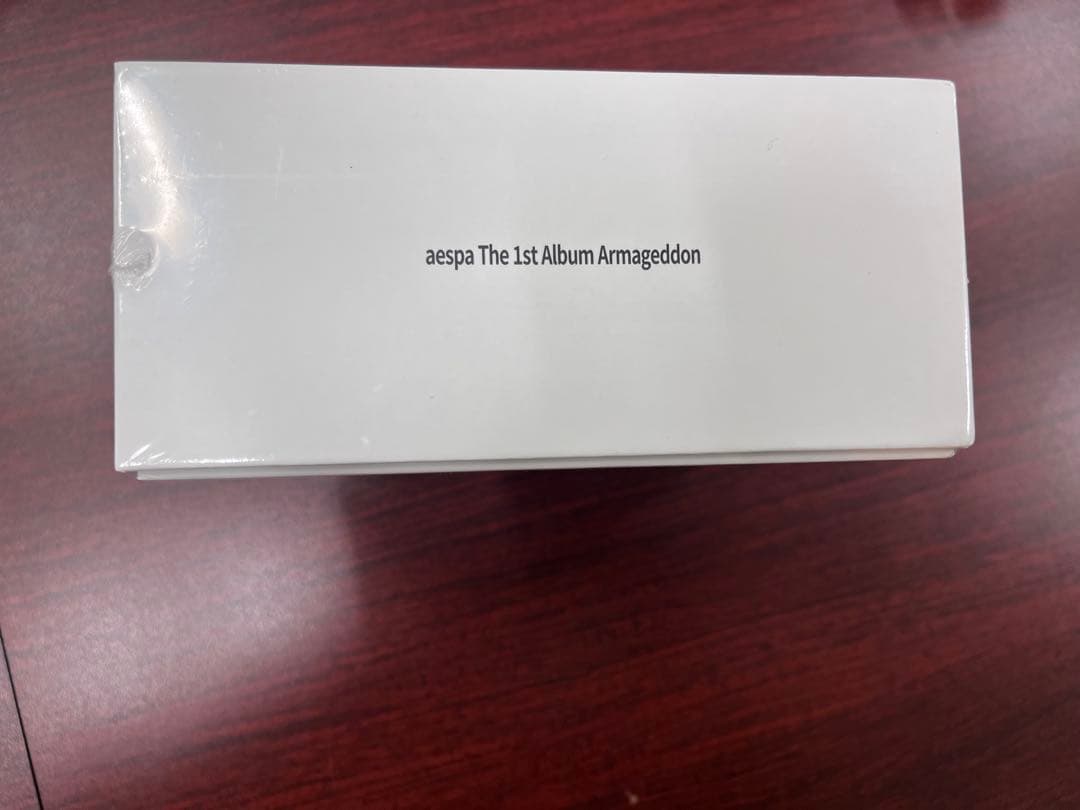 aespa The 1st Album Armageddon